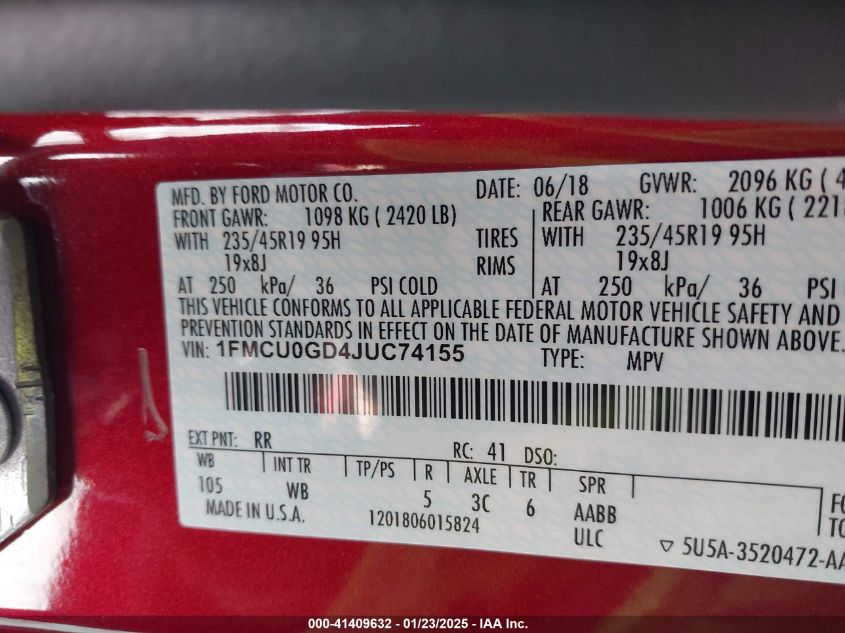 MFD. BY FORD MOTOR CO. DATE: 06/18 GVWR: 2096 KG ( 4
FRONT GAWR: 1098 KG ( 2420 LB) REAR GAWR: 1006 KG ( 221
WITH 235/45R19 95H TIRES WITH 235/45R19 95H
19x8J RIMS 19x8J
AT 250 kPa/ 36 PSI COLD AT 250 kPa/ 36 PSI
THIS VEHICLE CONFORMS TO ALL APPLICABLE FEDERAL MOTOR VEHICLE SAFETY AND
PREVENTION STANDARDS IN EFFECT ON THE DATE OF MANUFACTURE SHOWN ABOVE.
VIN: 1FMCU0GD4JUC74155 TYPE: MPV
EXT PNT: RR RC: 41 DSO:
WB INT TR TP/PS R AXLE TR SPR
105 WB 5 3C 6 AABB
MADE IN U.S.A. 1201806015824 ULC
5U5A-3520472-AA
000-41409632 - 01/23/2025 - IAA Inc.